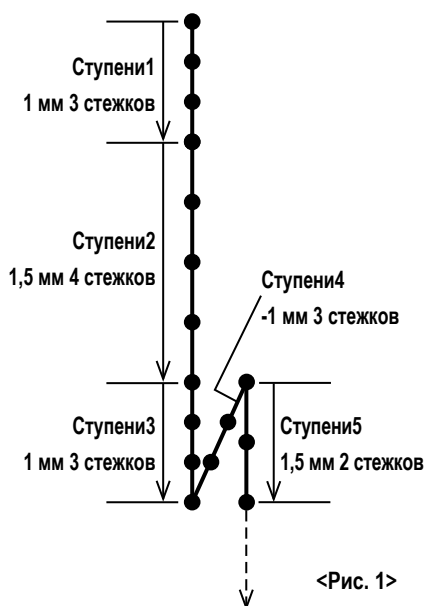 Ступени1
1 мм 3 стежков
Ступени2
1,5 мм 4 стежков
Ступени4
-1 мм 3 стежков
Ступени3
1 мм 3 стежков
Ступени5
1,5 мм 2 стежков
<Рис. 1>